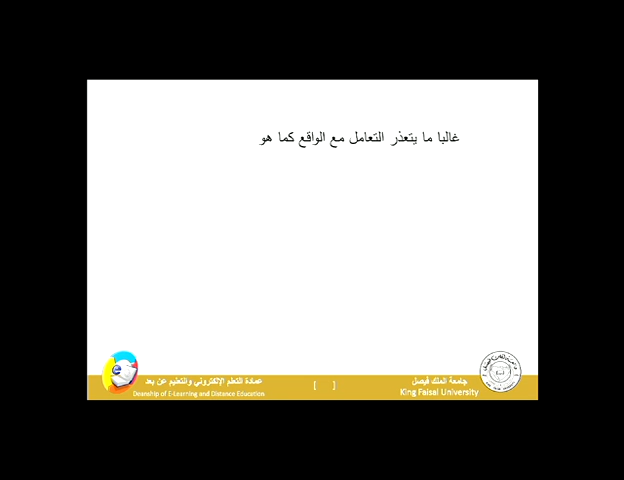 غالبا ما يتعذر التعامل مع الواقع كما هو
جامعة الملك فيصل
King Faisal University
[ ]
عمادة التعلم الإلكتروني والتعليم عن بعد
Deanship of E-Learning and Distance Education